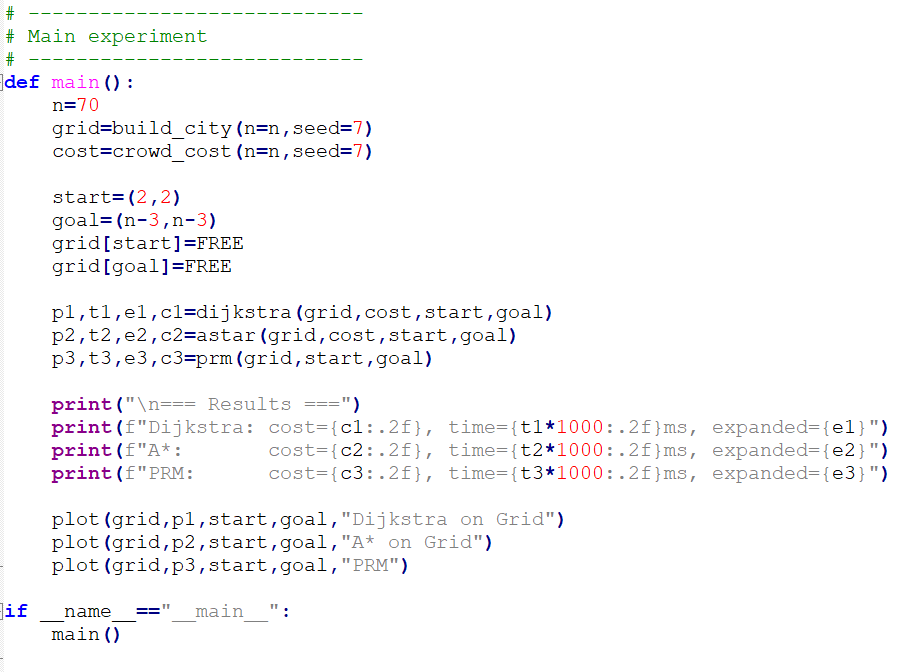 # ----------------------------
# Main experiment
# ----------------------------
def main():
    n=70
    grid=build_city(n=n,seed=7)
    cost=crowd_cost(n=n,seed=7)

    start=(2,2)
    goal=(n-3,n-3)
    grid[start]=FREE
    grid[goal]=FREE

    p1,t1,e1,c1=dijkstra(grid,cost,start,goal)
    p2,t2,e2,c2=astar(grid,cost,start,goal)
    p3,t3,e3,c3=prm(grid,start,goal)

    print("\n=== Results ===")
    print(f"Dijkstra: cost={c1:.2f}, time={t1*1000:.2f}ms, expanded={e1}")
    print(f"A*:       cost={c2:.2f}, time={t2*1000:.2f}ms, expanded={e2}")
    print(f"PRM:      cost={c3:.2f}, time={t3*1000:.2f}ms, expanded={e3}")

    plot(grid,p1,start,goal,"Dijkstra on Grid")
    plot(grid,p2,start,goal,"A* on Grid")
    plot(grid,p3,start,goal,"PRM")

if __name__=="__main__":
    main()